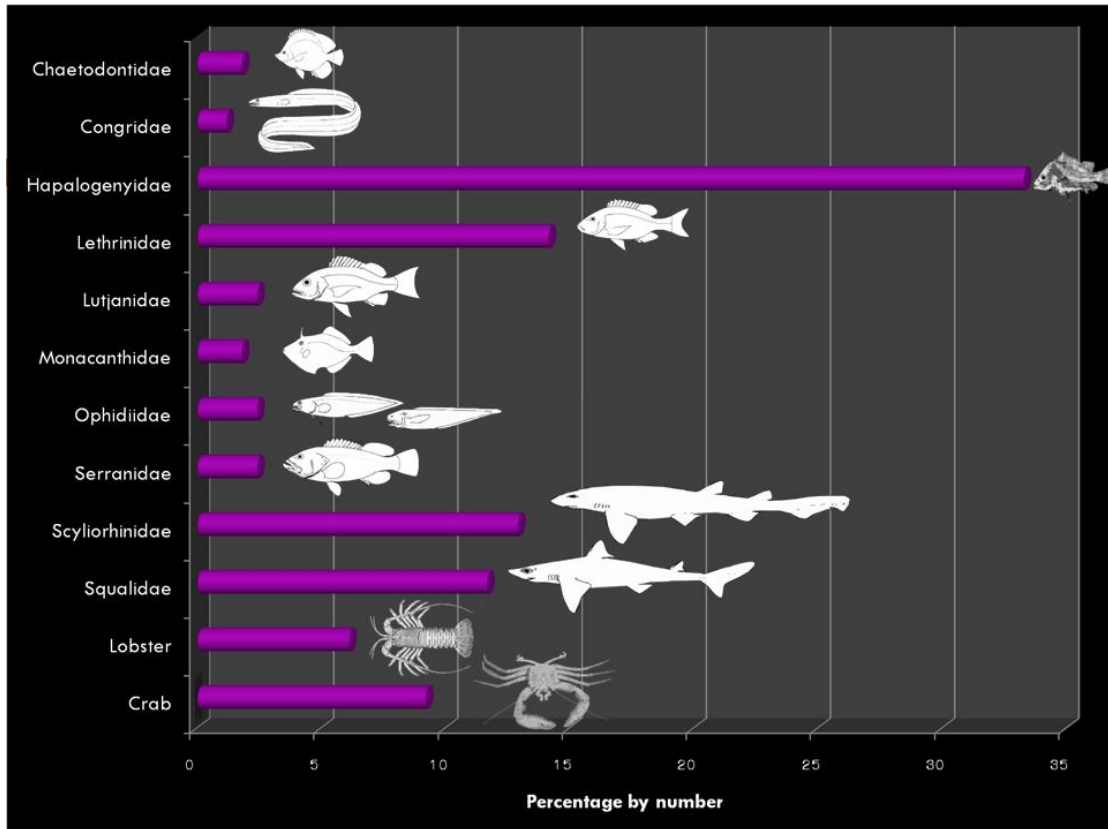 Chaetodontidae
Congridae
Hapalogenyidae
Lethrinidae
Lutjanidae
Monacanthidae
Ophidiidae
Serranidae
Scyliorhinidae
Squalidae
Lobster
Crab
0 5 10 15 20 25 30 35
Percentage by number